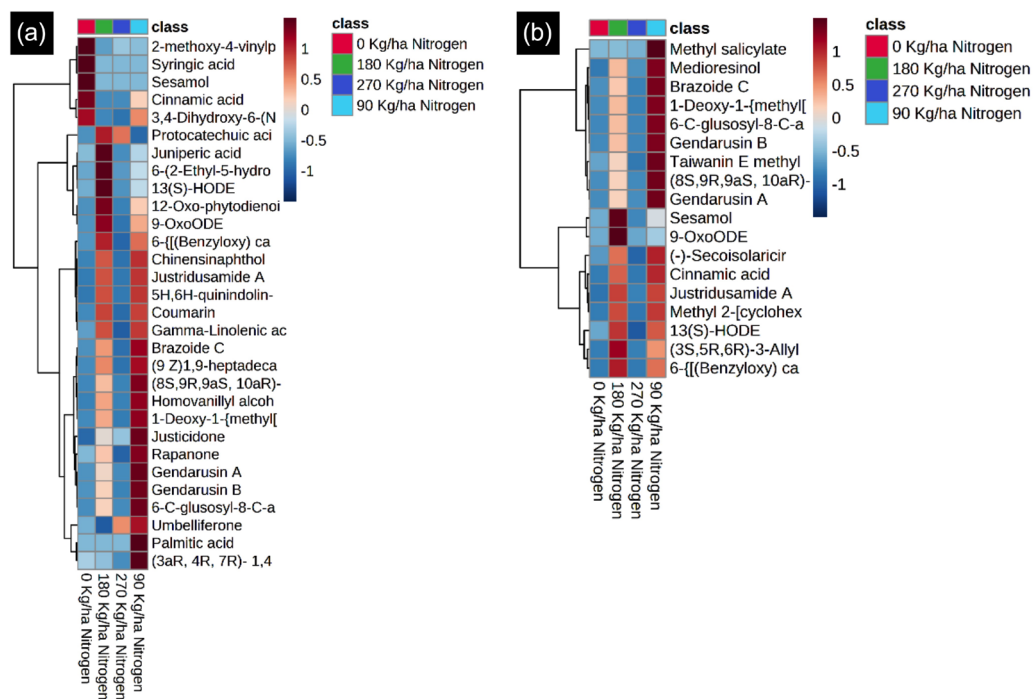 (a)
class
2-methoxy-4-vinylp
Syringic acid
Sesamol
Cinnamic acid
3,4-Dihydroxy-6-(N
Protocatechuic aci
Juniperic acid
6-(2-Ethyl-5-hydro
13(S)-HODE
12-Oxo-phytodienoi
9-OxoODE
6-{[(Benzyloxy) ca
Chinensinaphthol
Justridusamide A
5H,6H-quinindolin-
Coumarin
Gamma-Linolenic ac
Brazoide C
(9 Z)1,9-heptadeca
(8S,9R,9aS, 10aR)-
Homovanillyl alcoh
1-Deoxy-1-{methyl[
Justicidone
Rapanone
Gendarusin A
Gendarusin B
6-C-glusosyl-8-C-a
Umbelliferone
Palmitic acid
(3aR, 4R, 7R)- 1,4
0 Kg/ha Nitrogen
180 Kg/ha Nitrogen
270 Kg/ha Nitrogen
90 Kg/ha Nitrogen
1
0.5
0
-0.5
-1
class
0 Kg/ha Nitrogen
180 Kg/ha Nitrogen
270 Kg/ha Nitrogen
90 Kg/ha Nitrogen
(b)
class
Methyl salicylate
Medioresinol
Brazoide C
1-Deoxy-1-{methyl[
6-C-glusosyl-8-C-a
Gendarusin B
Taiwanin E methyl
(8S,9R,9aS, 10aR)-
Gendarusin A
Sesamol
9-OxoODE
(-)-Secoisolaricir
Cinnamic acid
Justridusamide A
Methyl 2-[cyclohex
13(S)-HODE
(3S,5R,6R)-3-Allyl
6-{[(Benzyloxy) ca
0 Kg/ha Nitrogen
180 Kg/ha Nitrogen
270 Kg/ha Nitrogen
90 Kg/ha Nitrogen
1
0.5
0
-0.5
-1
class
0 Kg/ha Nitrogen
180 Kg/ha Nitrogen
270 Kg/ha Nitrogen
90 Kg/ha Nitrogen